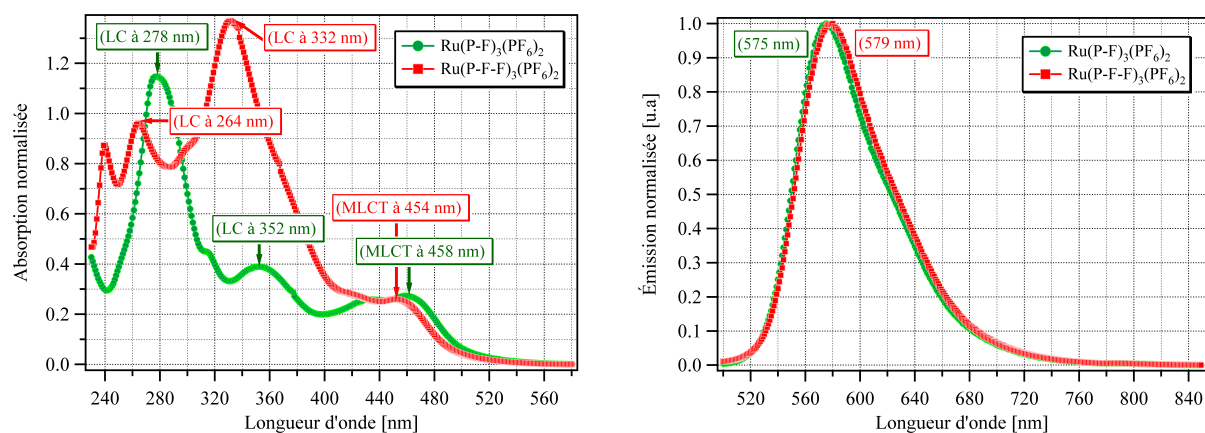 (LC à 278 nm)
(LC à 332 nm)
Ru(P-F)₃(PF₆)₂
Ru(P-F-F)₃(PF₆)₂
(LC à 264 nm)
(MLCT à 454 nm)
(LC à 352 nm)
(MLCT à 458 nm)
Absorption normalisée
1.2
1.0
0.8
0.6
0.4
0.2
0.0
240 280 320 360 400 440 480 520 560
Longueur d'onde [nm]
(575 nm)
(579 nm)
Ru(P-F)₃(PF₆)₂
Ru(P-F-F)₃(PF₆)₂
Émission normalisée [u.a]
1.0
0.9
0.8
0.7
0.6
0.5
0.4
0.3
0.2
0.1
0.0
520 560 600 640 680 720 760 800 840
Longueur d'onde [nm]